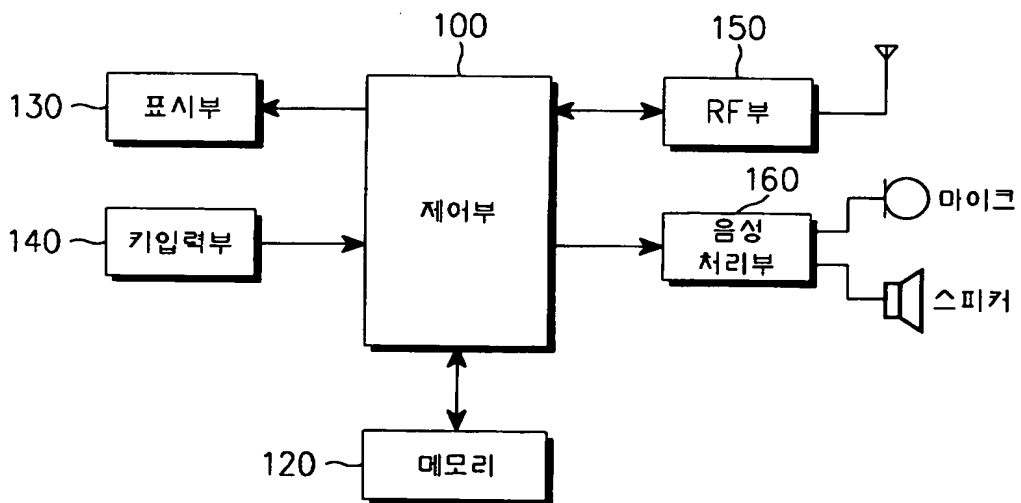 100
150
130
표시부
RF부
제어부
160
마이크
140
키입력부
음성
처리부
스피커
120
메모리